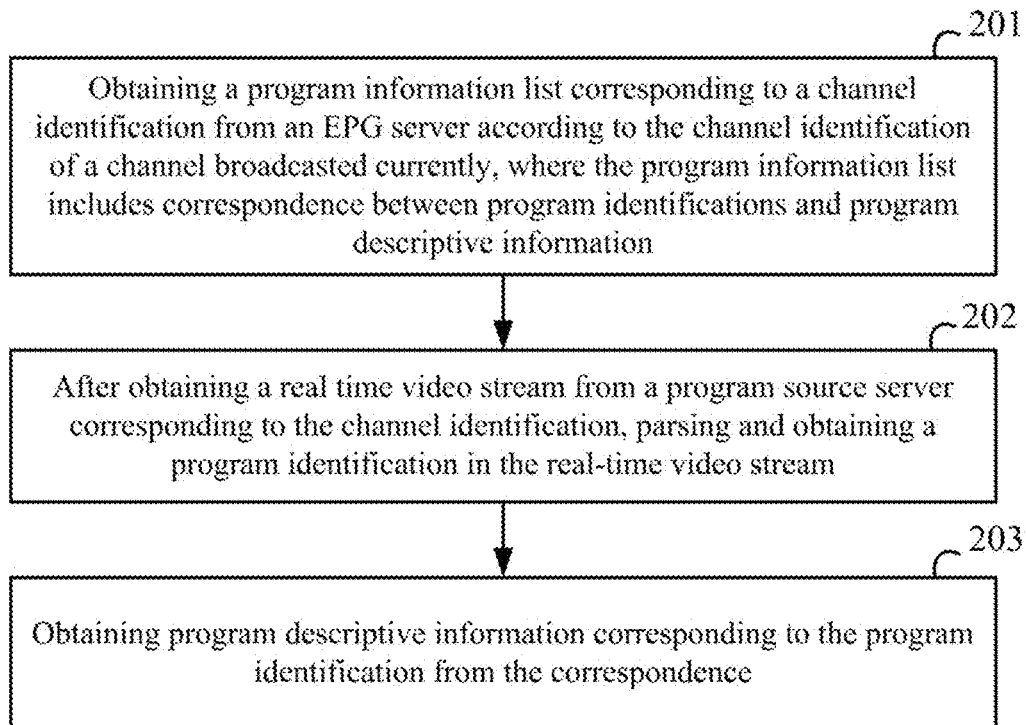 201
Obtaining a program information list corresponding to a channel
identification from an EPG server according to the channel identification
of a channel broadcasted currently, where the program information list
includes correspondence between program identifications and program
descriptive information
202
After obtaining a real time video stream from a program source server
corresponding to the channel identification, parsing and obtaining a
program identification in the real-time video stream
203
Obtaining program descriptive information corresponding to the program
identification from the correspondence